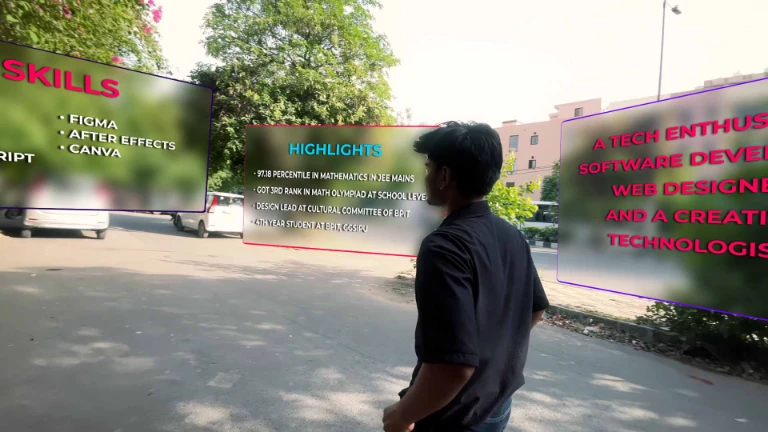 SKILLS
• FIGMA
• AFTER EFFECTS
• CANVA
RIPT
HIGHLIGHTS
• 97.18 PERCENTILE IN MATHEMATICS IN JEE MAINS
• GOT 3RD RANK IN MATH OLYMPIAD AT SCHOOL LEVE
• DESIGN LEAD AT CULTURAL COMMITTEE OF BPIT
• 4TH YEAR STUDENT AT BPIT, GGSIPU
A TECH ENTHUS
SOFTWARE DEVE
WEB DESIGNE
AND A CREATI
TECHNOLOGIS